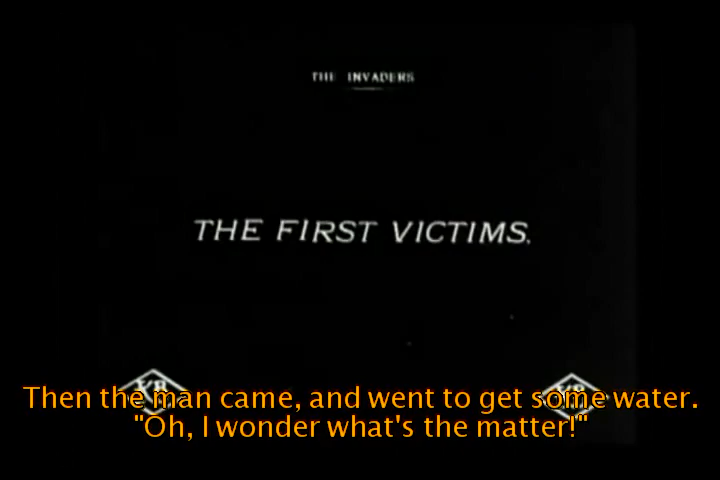 THE INVADERS
THE FIRST VICTIMS.
Then the man came, and went to get some water.
"Oh, I wonder what's the matter!"